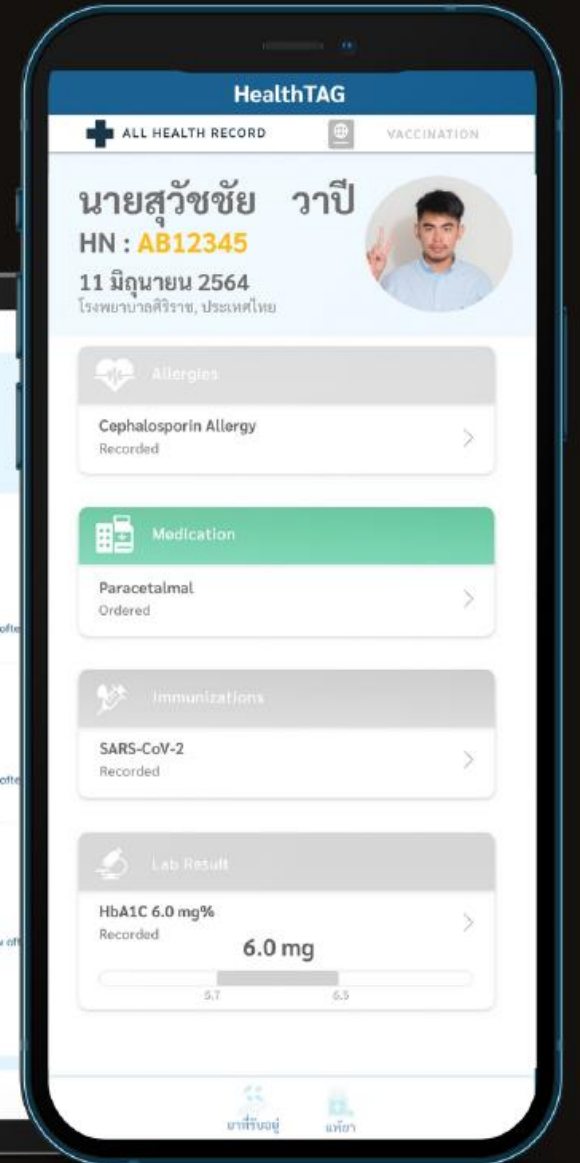 HealthTAG
ALL HEALTH RECORD
VACCINATION
นายสุวัชชัย วาปี
HN : AB12345
11 มิถุนายน 2564
โรงพยาบาลศิริราช, ประเทศไทย
Allergies
Cephalosporin Allergy
Recorded
Medication
Paracetalmal
Ordered
Immunizations
SARS-CoV-2
Recorded
Lab Result
HbA1C 6.0 mg%
Recorded
6.0 mg
5.7 6.5
ยาที่รับอยู่ แพ้ยา